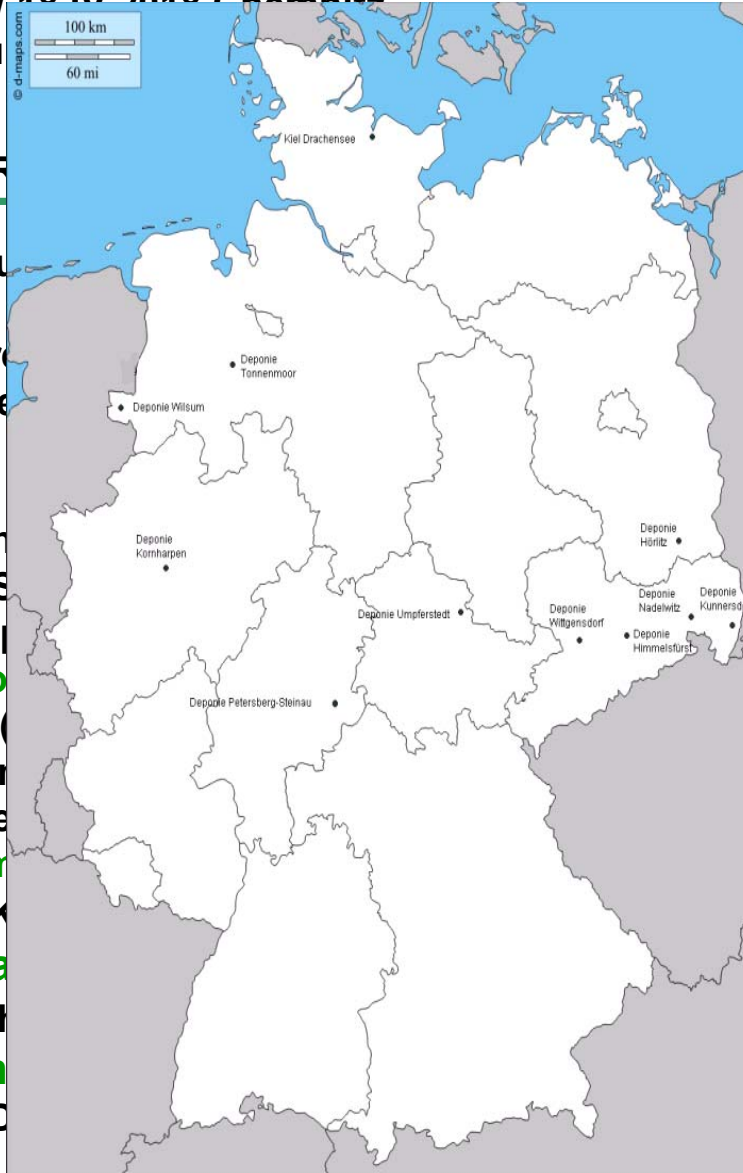 100 km
60 mi
© d-maps.com
Kiel Drachensee
Deponie
Tonnenmoor
Deponie Wilsum
Deponie
Kornharpen
Deponie
Hörlitz
Deponie Umpferstedt
Deponie
Wittgensdorf
Deponie
Nadelwitz
Deponie
Kunnersd
Deponie
Himmelsfürst
Deponie Petersberg-Steinau